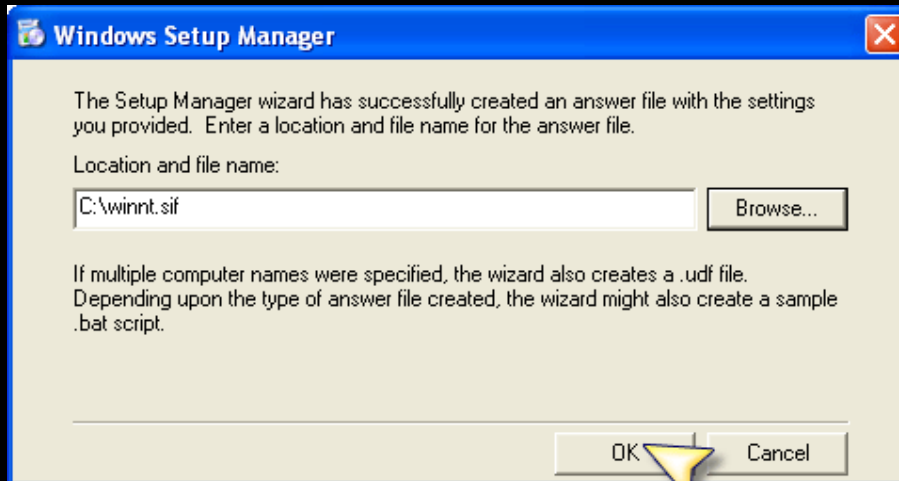 Windows Setup Manager
The Setup Manager wizard has successfully created an answer file with the settings
you provided. Enter a location and file name for the answer file.
Location and file name:
C:\winnt.sif
Browse...
If multiple computer names were specified, the wizard also creates a .udf file.
Depending upon the type of answer file created, the wizard might also create a sample
.bat script.
OK
Cancel